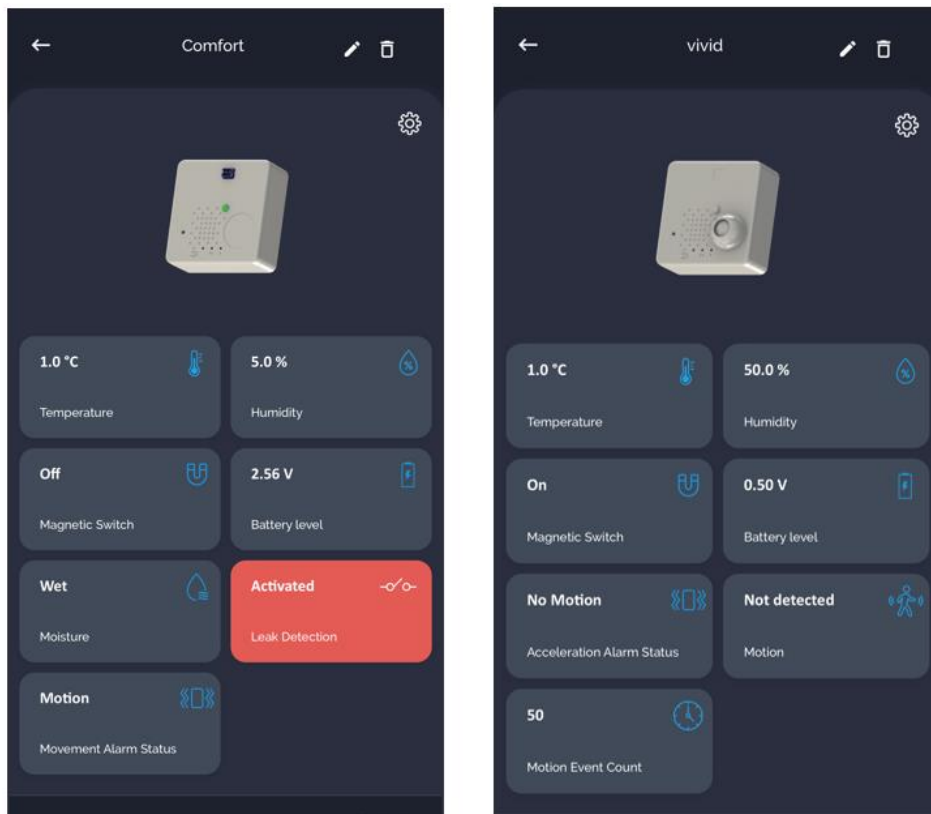 Comfort
1.0 °C
5.0 %
Temperature
Humidity
Off
2.56 V
Magnetic Switch
Battery level
Wet
Activated
Moisture
Leak Detection
Motion
Movement Alarm Status
vivid
1.0 °C
50.0 %
Temperature
Humidity
On
0.50 V
Magnetic Switch
Battery level
No Motion
Not detected
Acceleration Alarm Status
Motion
50
Motion Event Count